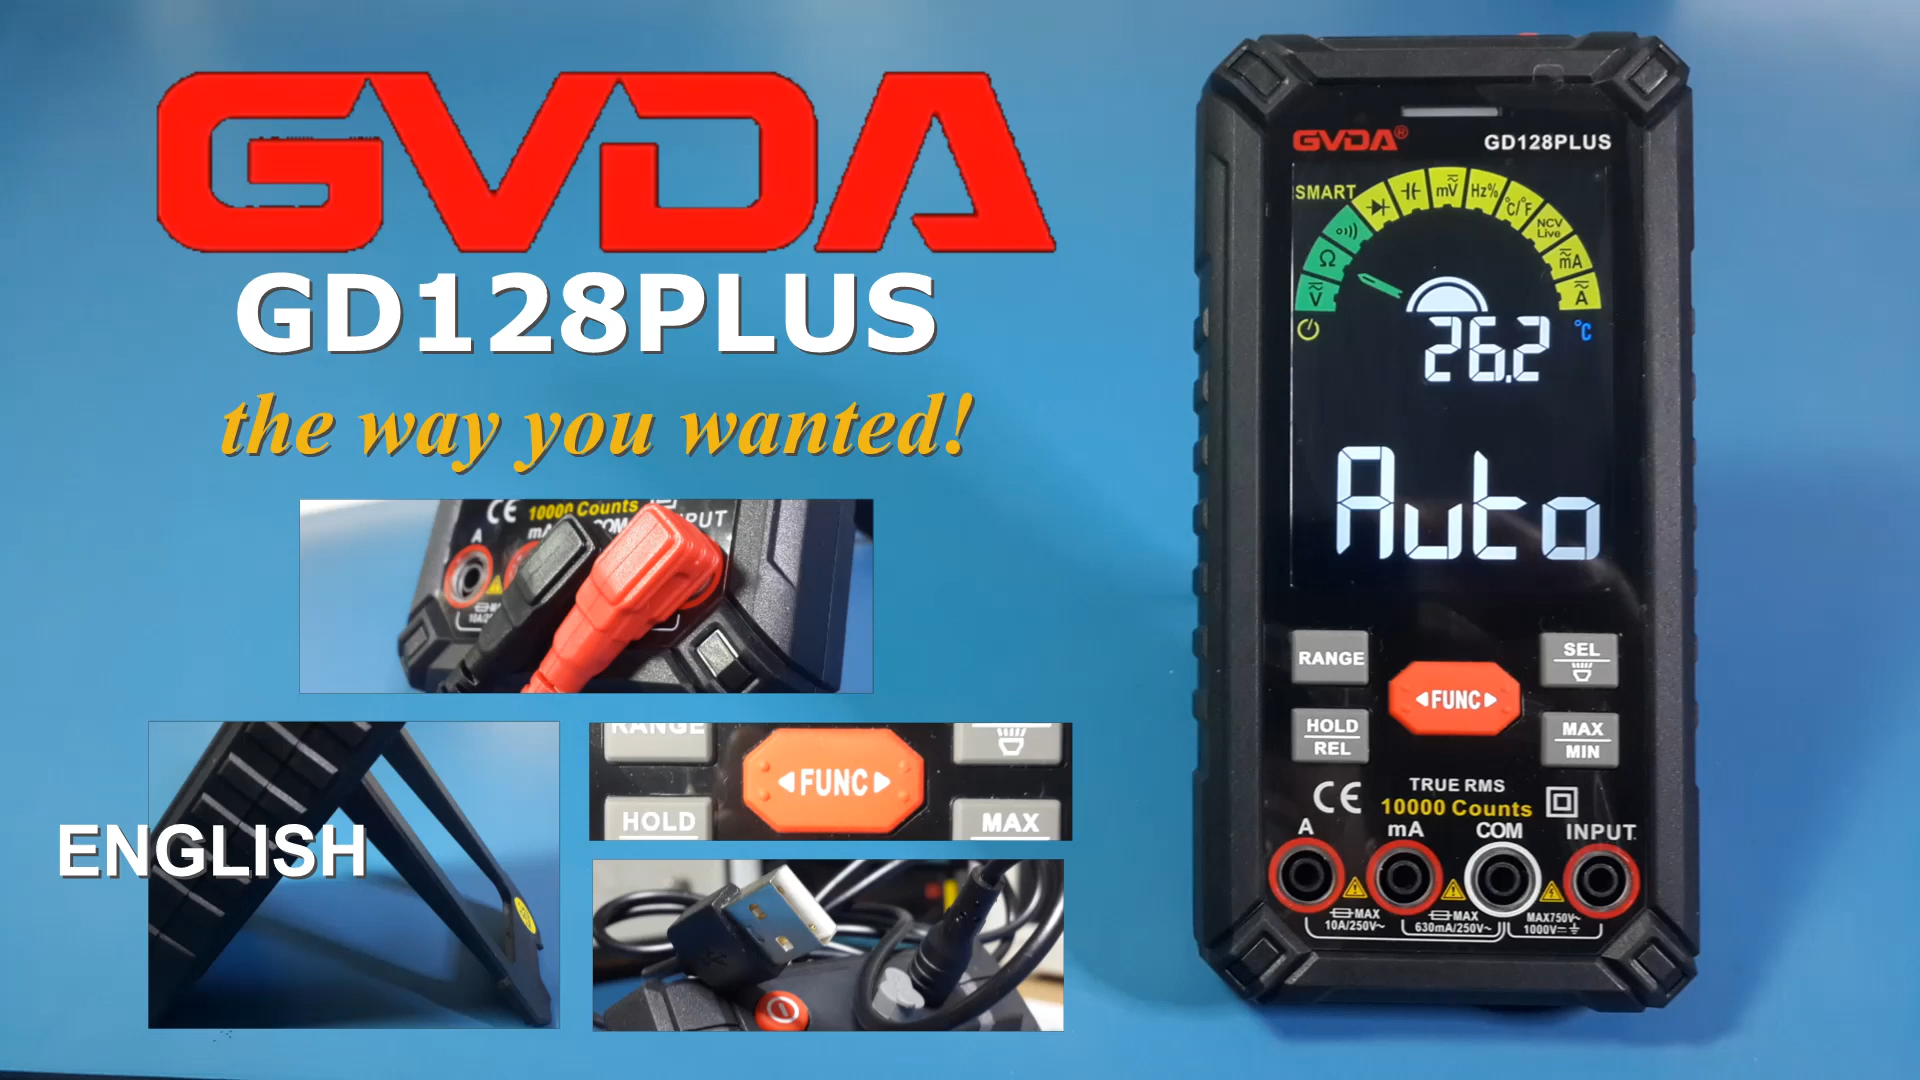 GVDA
GD128PLUS
the way you wanted!
CE 10000 Counts
A
ENGLISH
RANGE
FUNC
HOLD
MAX
GVDA® GD128PLUS
SMART
V Ω mV Hz% °C/°F NCV Live mA A
26.2 °C
Auto
RANGE
SEL
FUNC
HOLD
REL
MAX
MIN
TRUE RMS
CE 10000 Counts
A mA COM INPUT
MAX 10A/250V~
MAX 630mA/250V~
MAX750V~
1000V